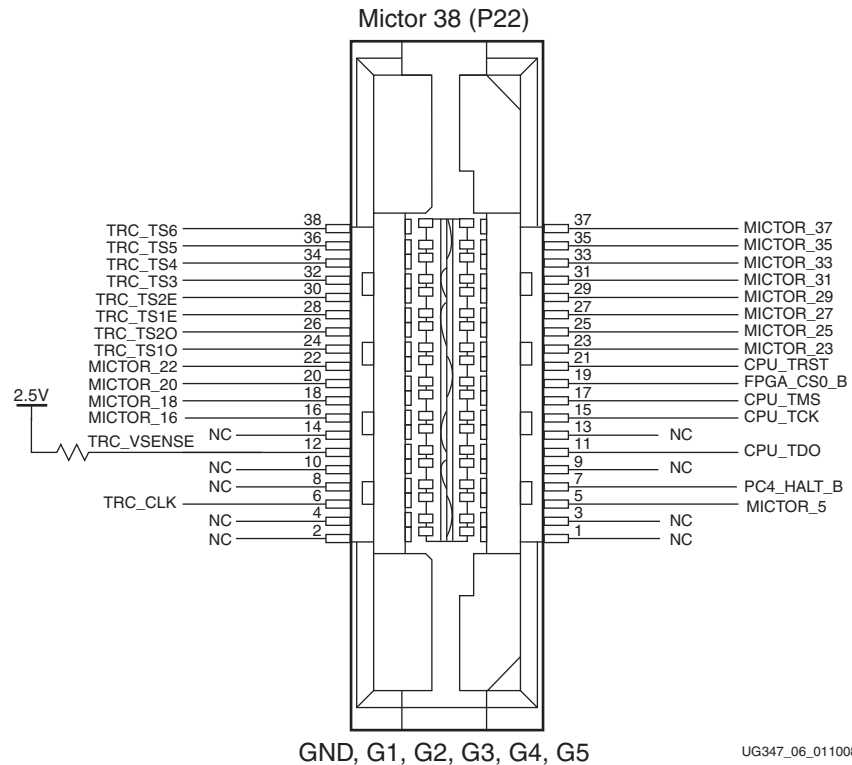 Mictor 38 (P22)
TRC_TS6 38 37 MICTOR_37
TRC_TS5 36 35 MICTOR_35
TRC_TS4 34 33 MICTOR_33
TRC_TS3 32 31 MICTOR_31
TRC_TS2E 30 29 MICTOR_29
TRC_TS1E 28 27 MICTOR_27
TRC_TS2O 26 25 MICTOR_25
TRC_TS1O 24 23 MICTOR_23
MICTOR_22 22 21 CPU_TRST
MICTOR_20 20 19 FPGA_CS0_B
MICTOR_18 18 17 CPU_TMS
MICTOR_16 16 15 CPU_TCK
NC 14 13 NC
2.5V TRC_VSENSE 12 11 CPU_TDO
NC 10 9 NC
NC 8 7 PC4_HALT_B
TRC_CLK 6 5 MICTOR_5
NC 4 3 NC
NC 2 1 NC
GND, G1, G2, G3, G4, G5
UG347_06_011008